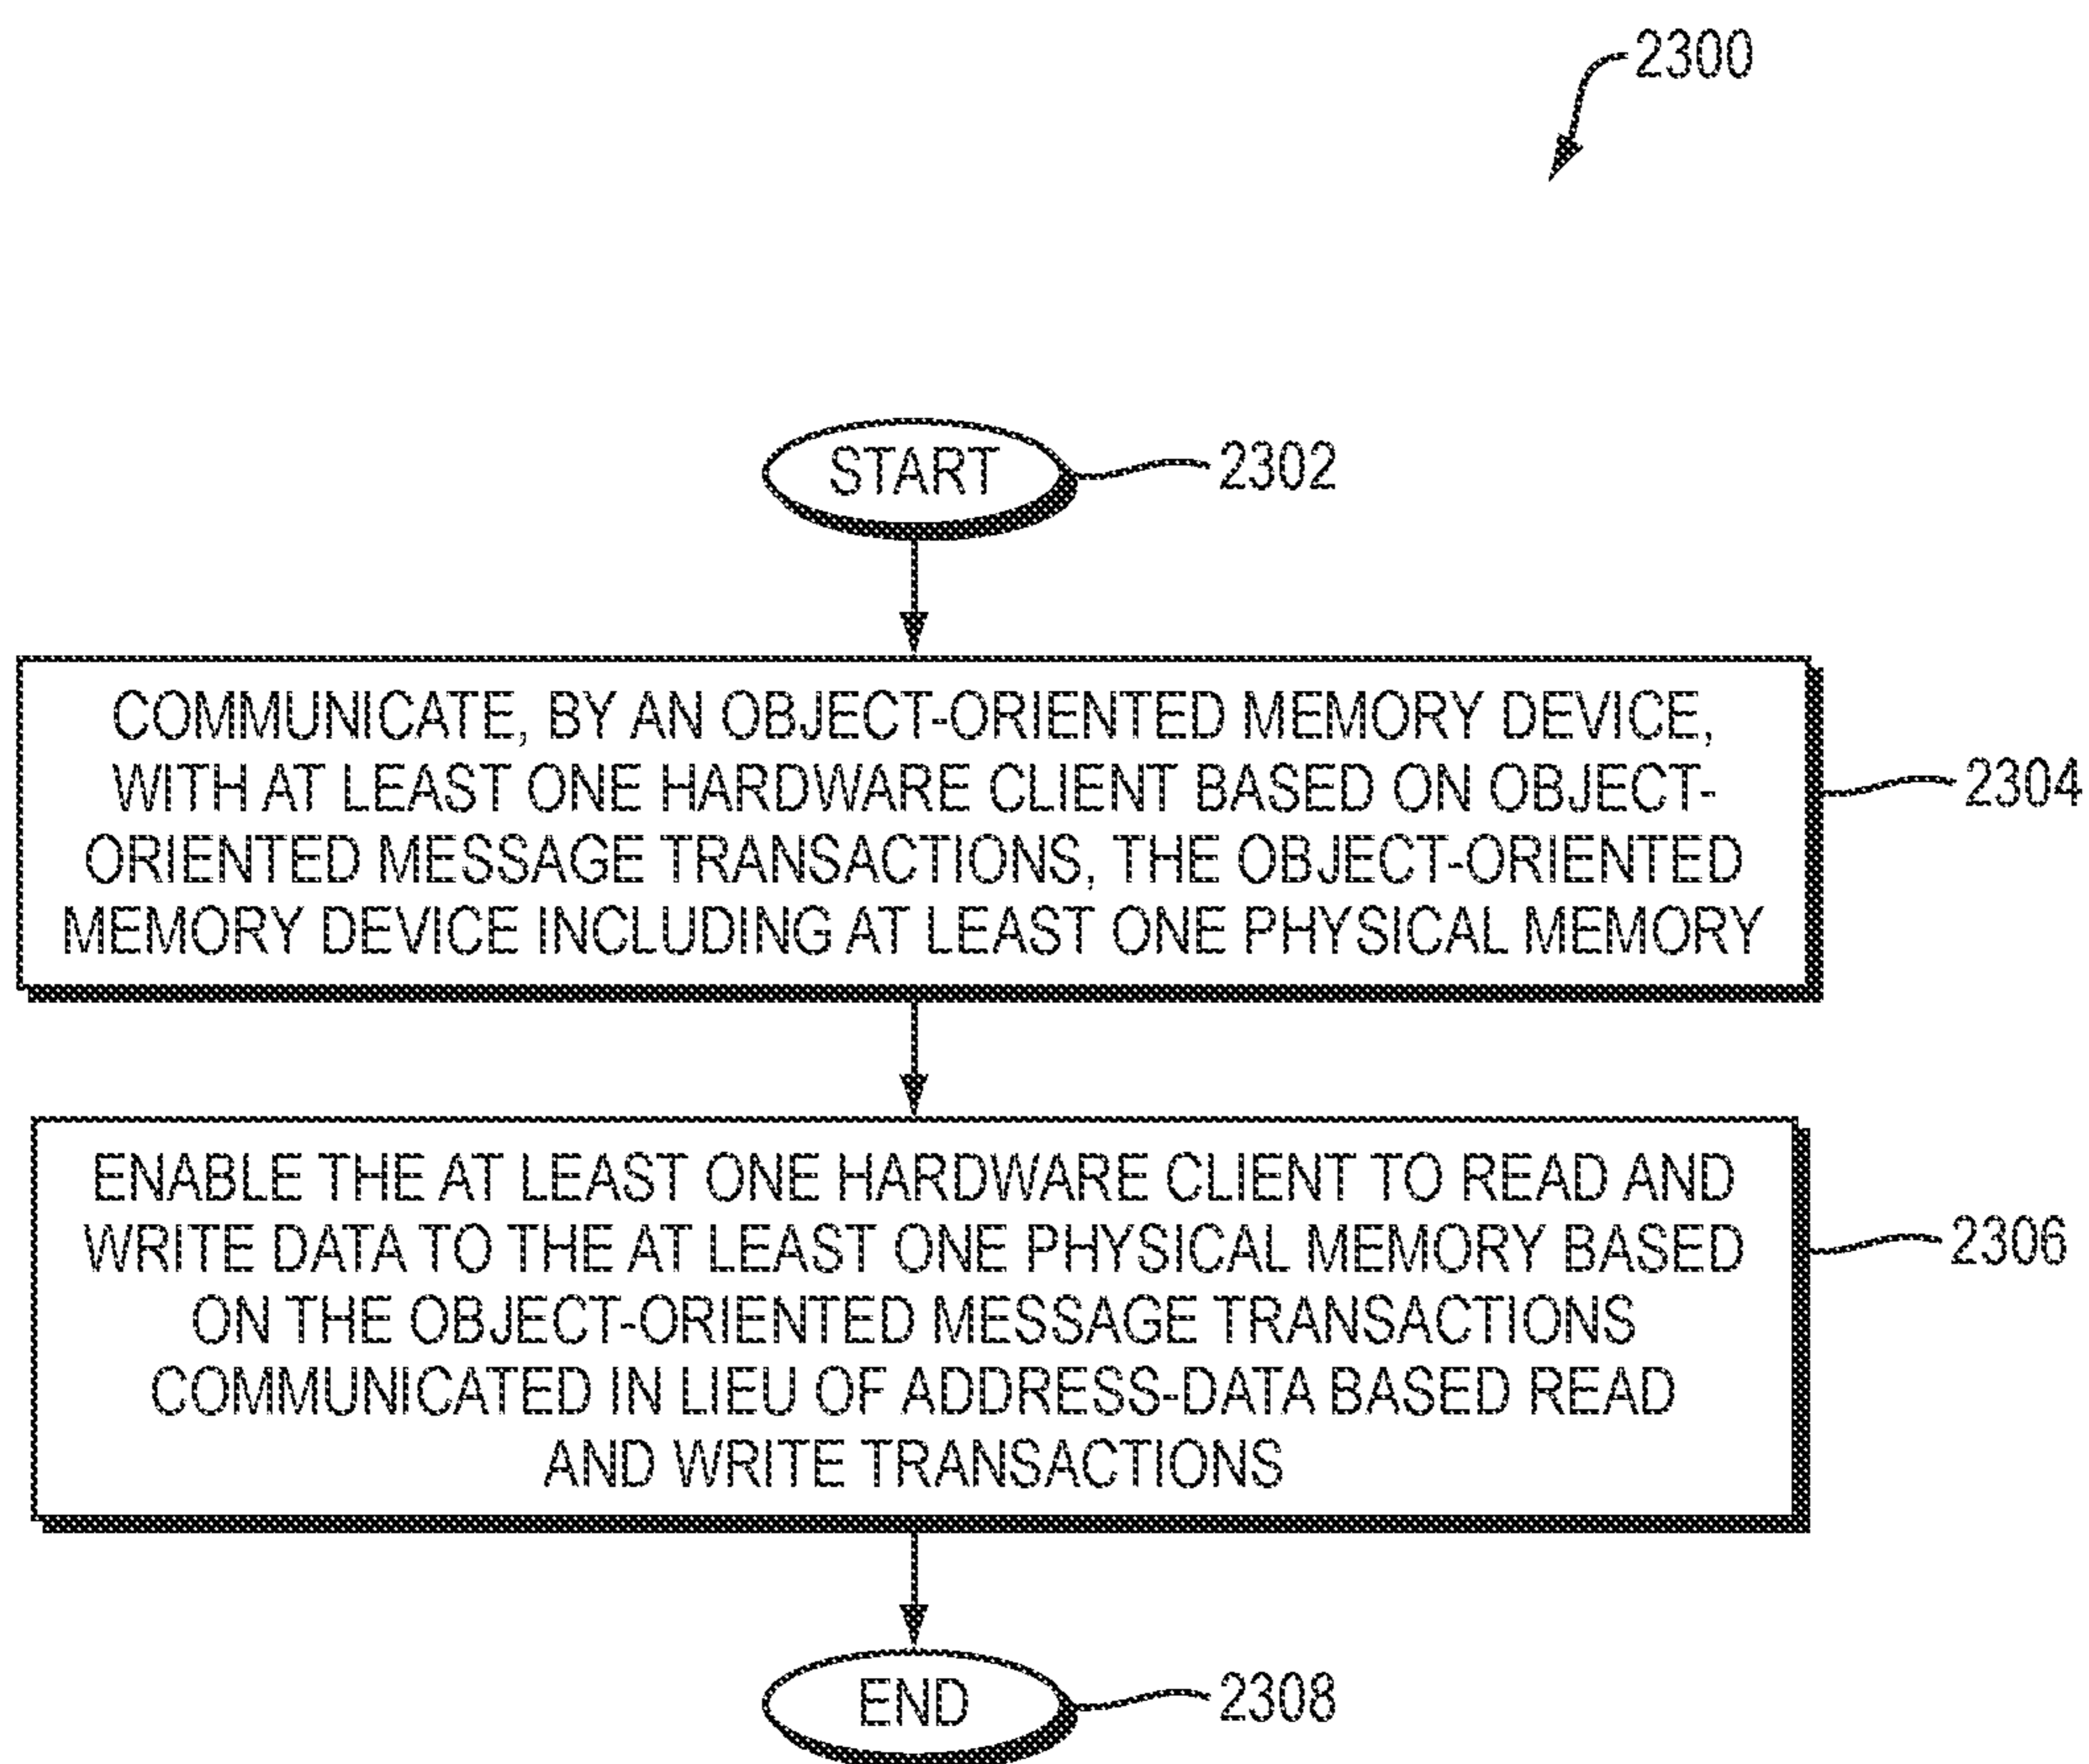 2300
START
2302
COMMUNICATE, BY AN OBJECT-ORIENTED MEMORY DEVICE,
WITH AT LEAST ONE HARDWARE CLIENT BASED ON OBJECT-
ORIENTED MESSAGE TRANSACTIONS, THE OBJECT-ORIENTED
MEMORY DEVICE INCLUDING AT LEAST ONE PHYSICAL MEMORY
2304
ENABLE THE AT LEAST ONE HARDWARE CLIENT TO READ AND
WRITE DATA TO THE AT LEAST ONE PHYSICAL MEMORY BASED
ON THE OBJECT-ORIENTED MESSAGE TRANSACTIONS
COMMUNICATED IN LIEU OF ADDRESS-DATA BASED READ
AND WRITE TRANSACTIONS
2306
END
2308